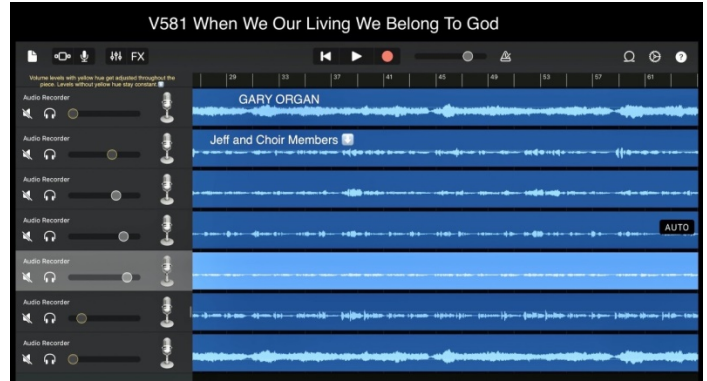 V581 When We Our Living We Belong To God
FX
Volume levels with yellow hue get adjusted throughout the
piece. Levels without yellow hue stay constant
29 33 37 41 45 49 53 57 61
Audio Recorder
GARY ORGAN
Audio Recorder
Jeff and Choir Members
Audio Recorder
Audio Recorder
AUTO
Audio Recorder
Audio Recorder
Audio Recorder